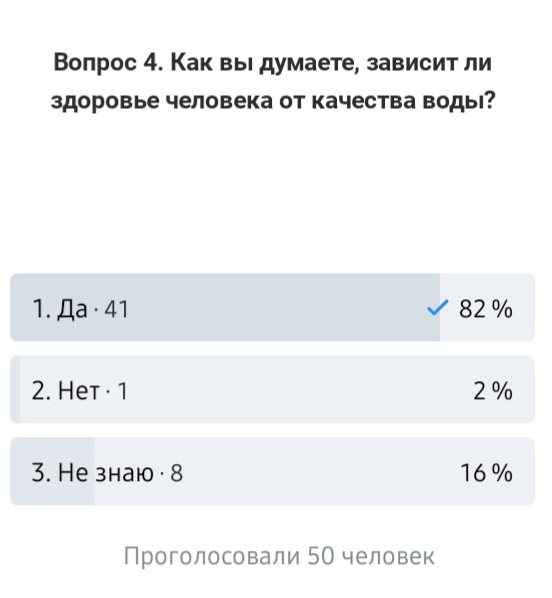 Вопрос 4. Как вы думаете, зависит ли
здоровье человека от качества воды?
1. Да · 41 82 %
2. Нет · 1 2 %
3. Не знаю · 8 16 %
Проголосовали 50 человек